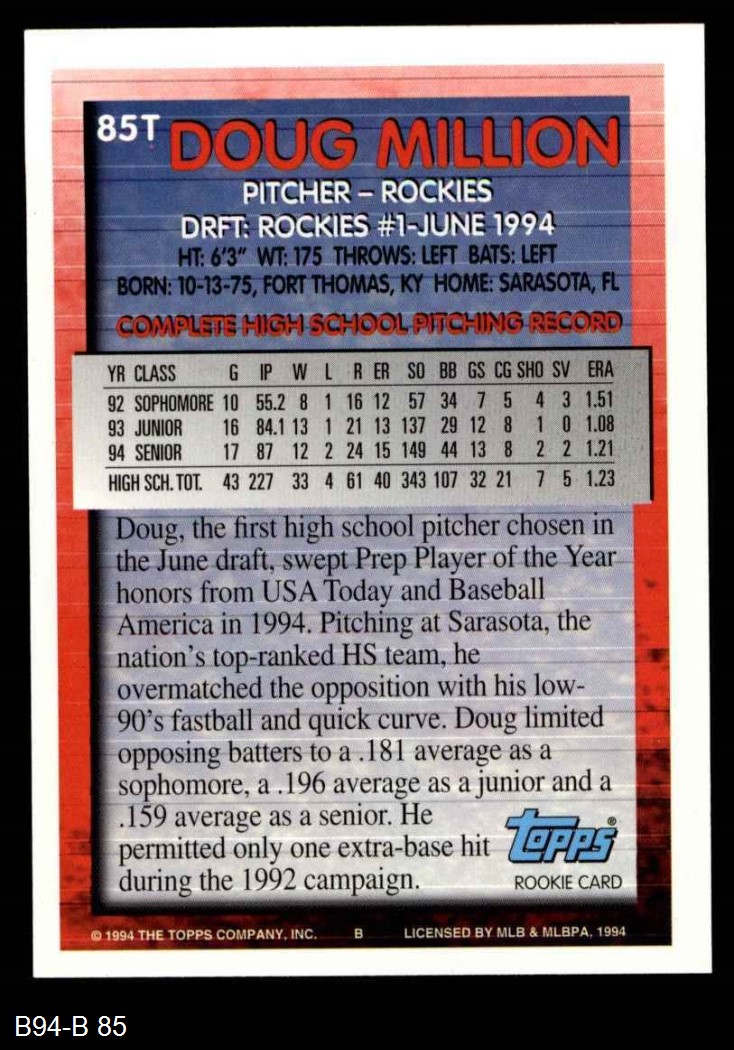 85T DOUG MILLION
PITCHER – ROCKIES
DRFT: ROCKIES #1-JUNE 1994
HT: 6'3" WT: 175 THROWS: LEFT BATS: LEFT
BORN: 10-13-75, FORT THOMAS, KY HOME: SARASOTA, FL
COMPLETE HIGH SCHOOL PITCHING RECORD
YR CLASS G IP W L R ER SO BB GS CG SHO SV ERA
92 SOPHOMORE 10 55.2 8 1 16 12 57 34 7 5 4 3 1.51
93 JUNIOR 16 84.1 13 1 21 13 137 29 12 8 1 0 1.08
94 SENIOR 17 87 12 2 24 15 149 44 13 8 2 2 1.21
HIGH SCH. TOT. 43 227 33 4 61 40 343 107 32 21 7 5 1.23
Doug, the first high school pitcher chosen in
the June draft, swept Prep Player of the Year
honors from USA Today and Baseball
America in 1994. Pitching at Sarasota, the
nation's top-ranked HS team, he
overmatched the opposition with his low-
90's fastball and quick curve. Doug limited
opposing batters to a .181 average as a
sophomore, a .196 average as a junior and a
.159 average as a senior. He
permitted only one extra-base hit
during the 1992 campaign.
Topps®
ROOKIE CARD
© 1994 THE TOPPS COMPANY, INC. B LICENSED BY MLB & MLBPA, 1994
B94-B 85